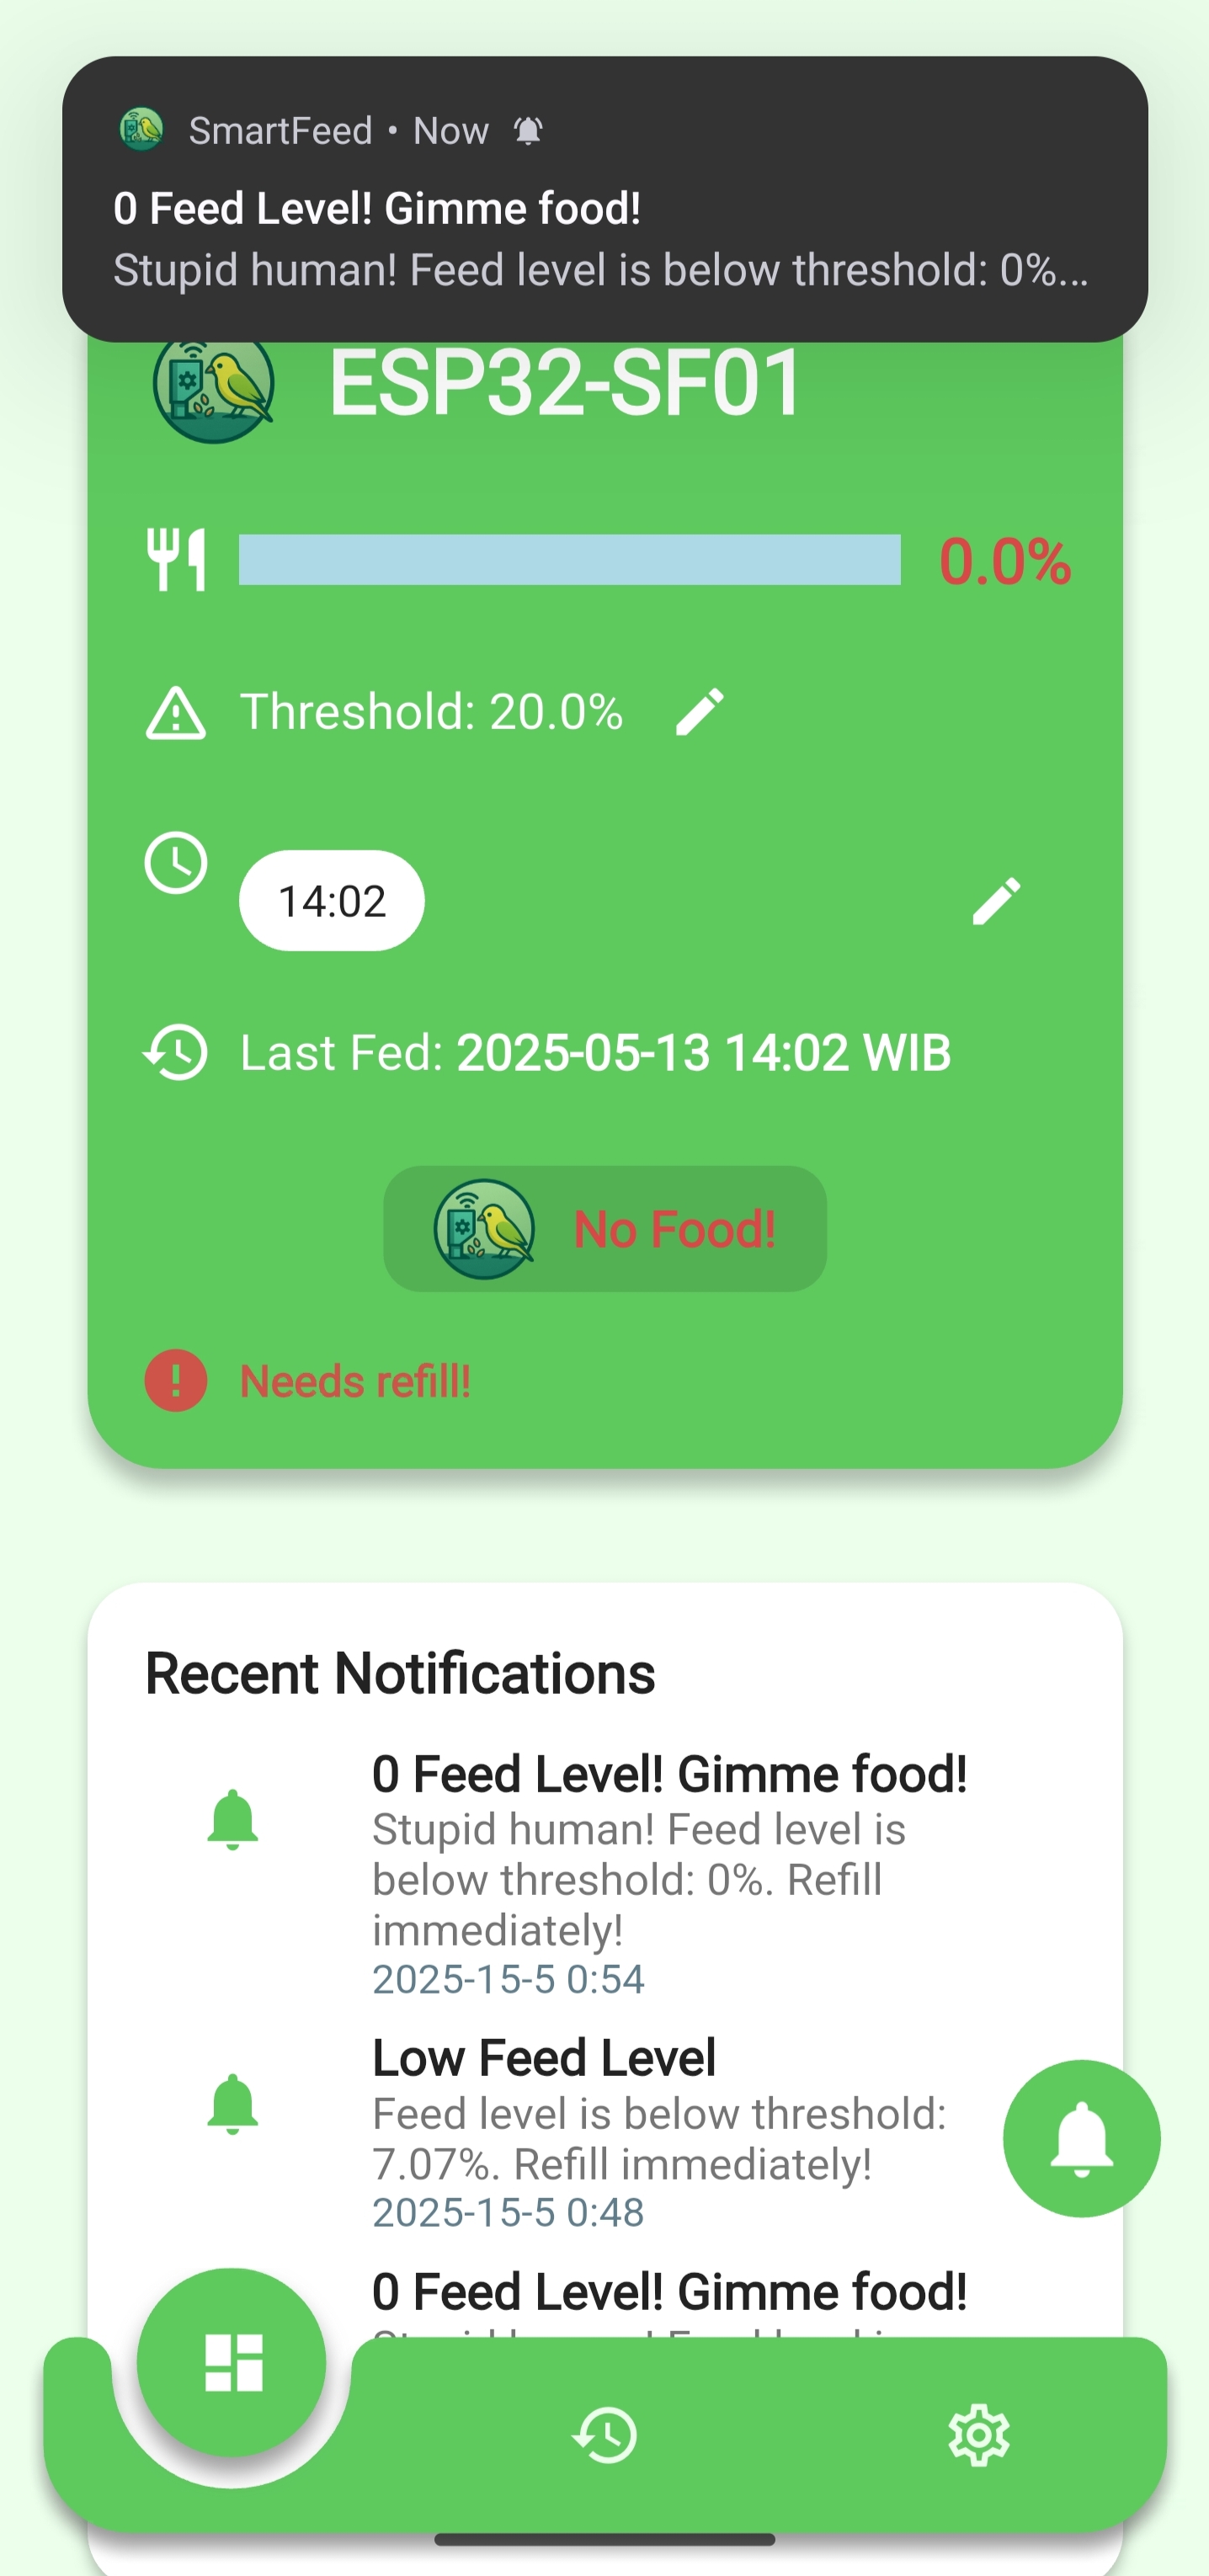 SmartFeed • Now
0 Feed Level! Gimme food!
Stupid human! Feed level is below threshold: 0%...
ESP32-SF01
0.0%
Threshold: 20.0%
14:02
Last Fed: 2025-05-13 14:02 WIB
No Food!
Needs refill!
Recent Notifications
0 Feed Level! Gimme food!
Stupid human! Feed level is
below threshold: 0%. Refill
immediately!
2025-15-5 0:54
Low Feed Level
Feed level is below threshold:
7.07%. Refill immediately!
2025-15-5 0:48
0 Feed Level! Gimme food!